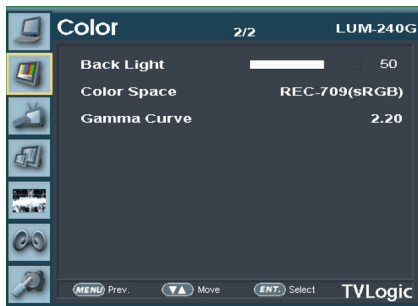 Color 2/2 LUM-240G
Back Light 50
Color Space REC-709(sRGB)
Gamma Curve 2.20
MENU Prev. ▼▲ Move ENT. Select TVLogic